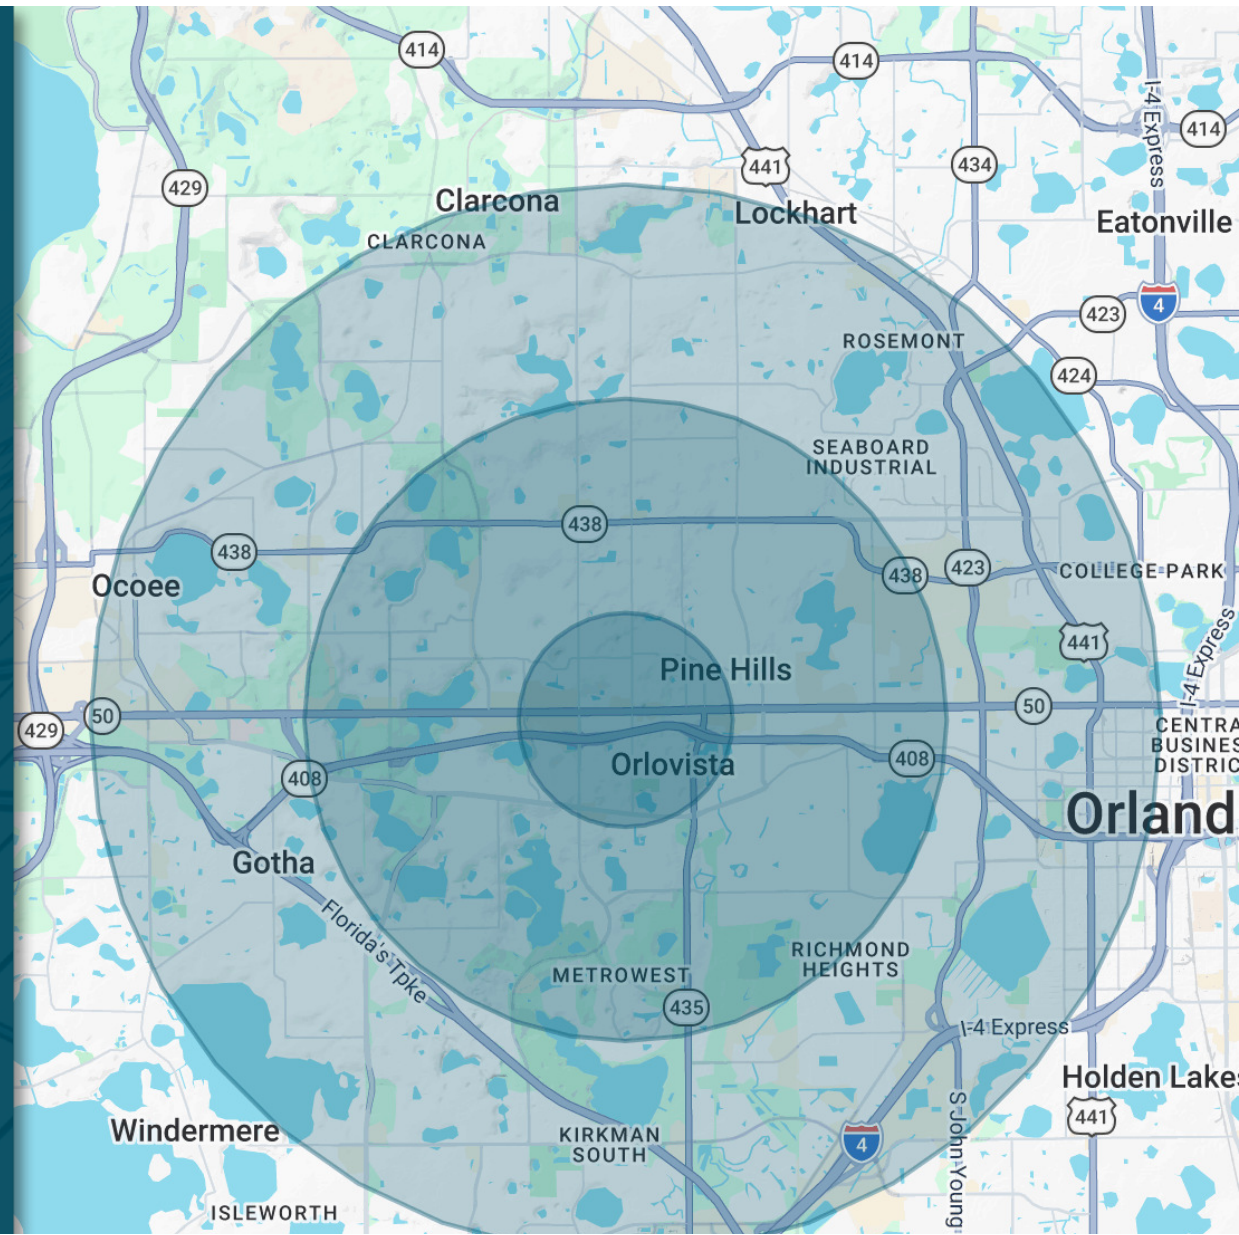 414
414
I-4 Express
414
441
434
429
Clarcona
Lockhart
Eatonville
CLARCONA
4
423
ROSEMONT
424
SEABOARD
INDUSTRIAL
438
438
438
423
COLLEGE PARK
Ocoee
441
I-4 Express
Pine Hills
50
50
429
CENTRA
BUSINES
DISTRIC
Orlovista
408
408
Orland
Gotha
Florida's Tpke
RICHMOND
HEIGHTS
METROWEST
435
I-4 Express
Holden Lakes
441
Windermere
KIRKMAN
SOUTH
4
S John Young
ISLEWORTH